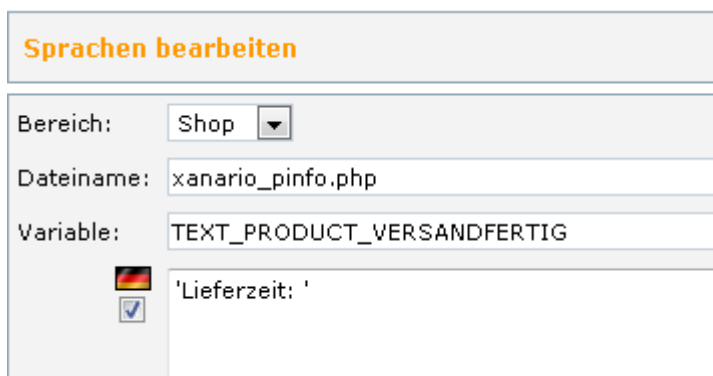 Sprachen bearbeiten
Bereich: Shop
Dateiname: xanario_pinfo.php
Variable: TEXT_PRODUCT_VERSANDFERTIG
'Lieferzeit: '